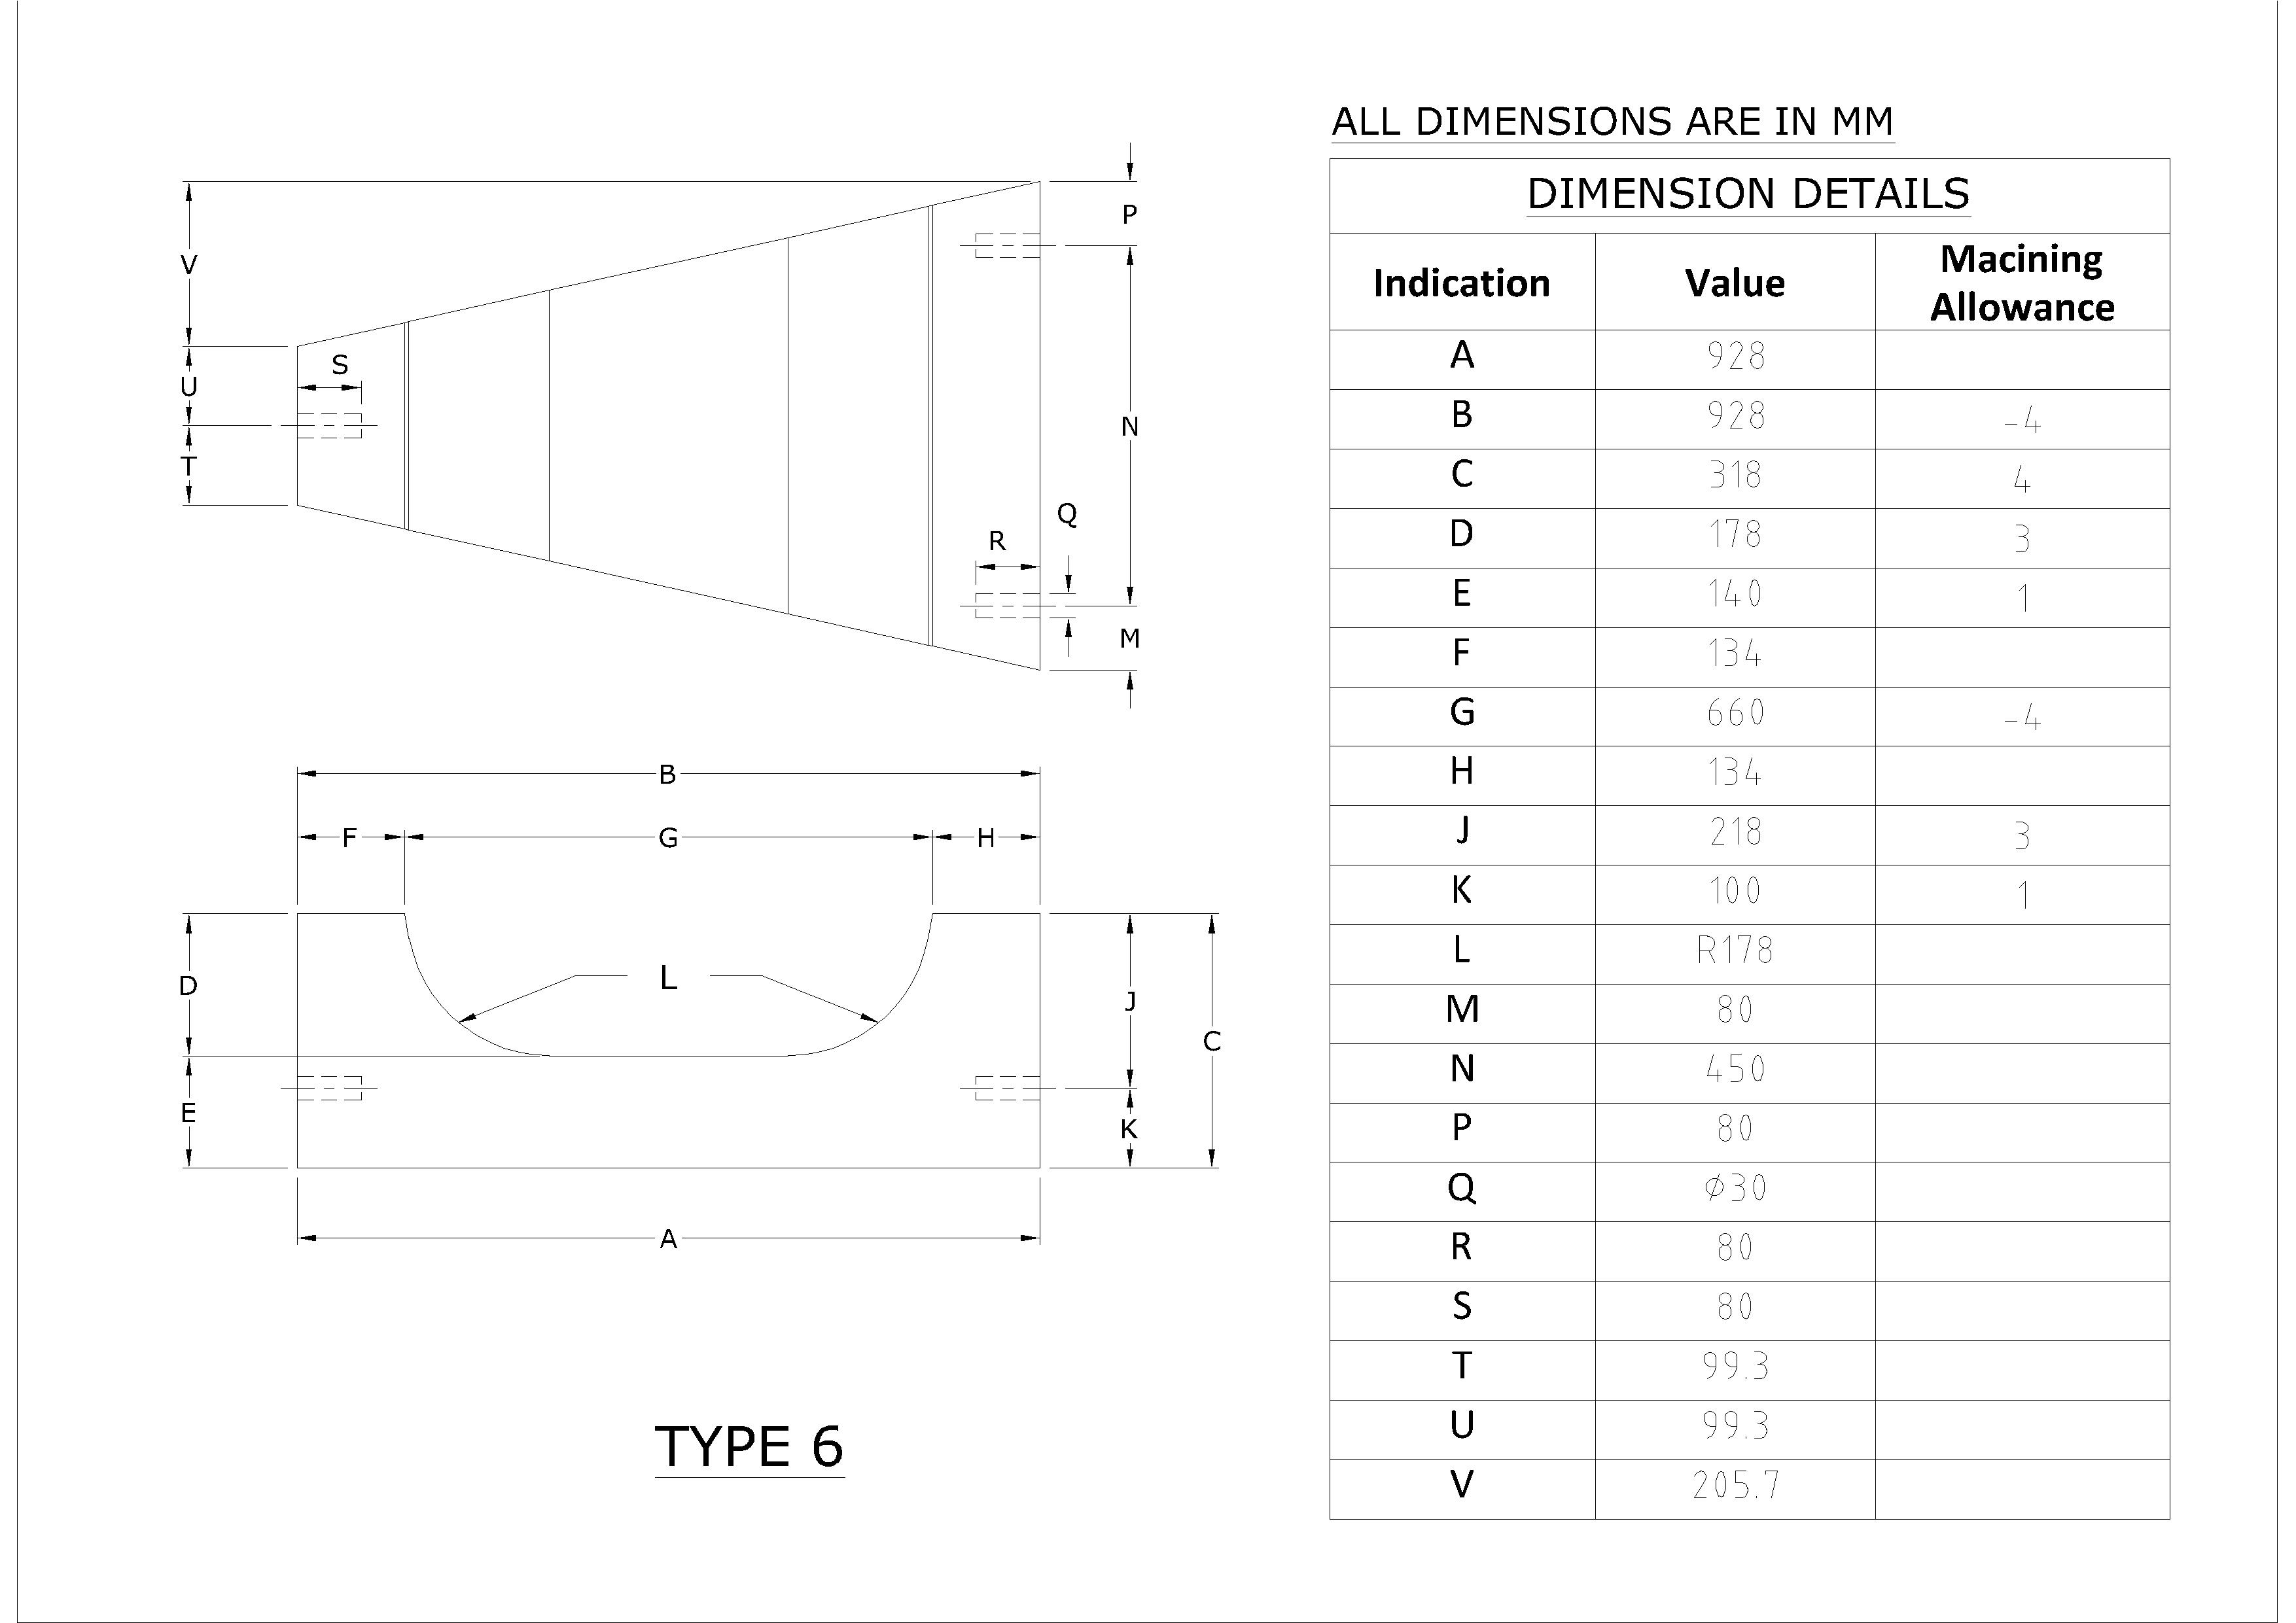 ALL DIMENSIONS ARE IN MM
DIMENSION DETAILS
Indication Value Macining Allowance
A 928
B 928 -4
C 318 4
D 178 3
E 140 1
F 134
G 660 -4
H 134
J 218 3
K 100 1
L R178
M 80
N 450
P 80
Q Ø30
R 80
S 80
T 99.3
U 99.3
V 205.7
P
V
S
U
N
T
Q
R
M
B
F G H
L
D
J
C
E
K
A
TYPE 6